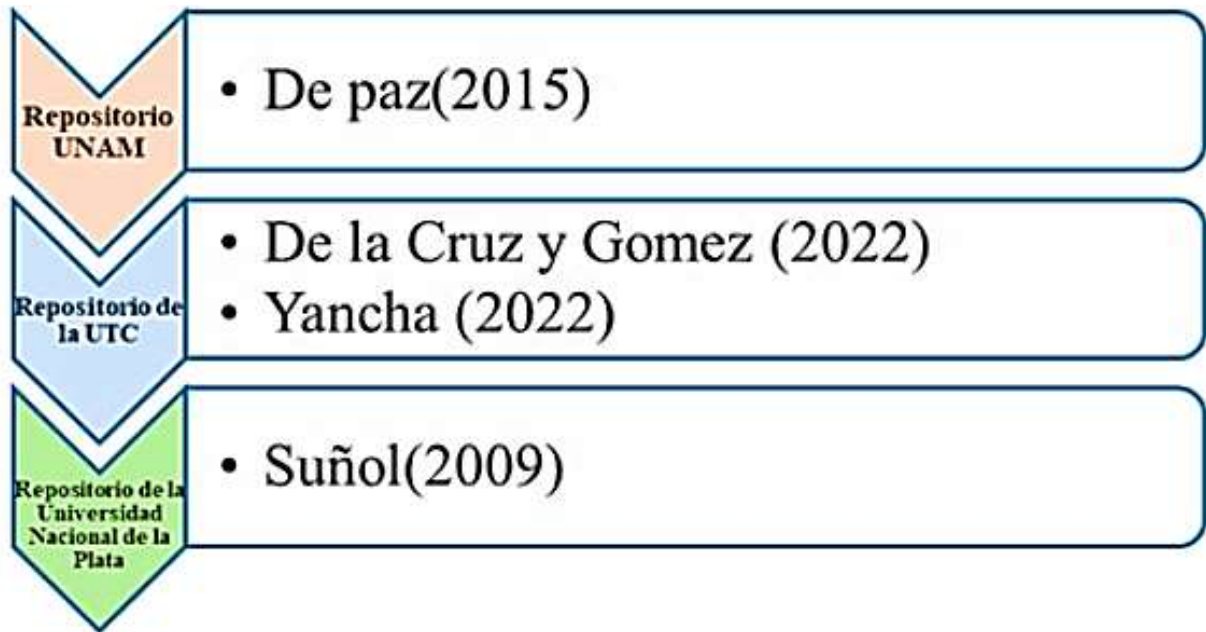 Repositorio
UNAM
• De paz(2015)
Repositorio de
la UTC
• De la Cruz y Gomez (2022)
• Yancha (2022)
Repositorio de la
Universidad
Nacional de la
Plata
• Suñol(2009)